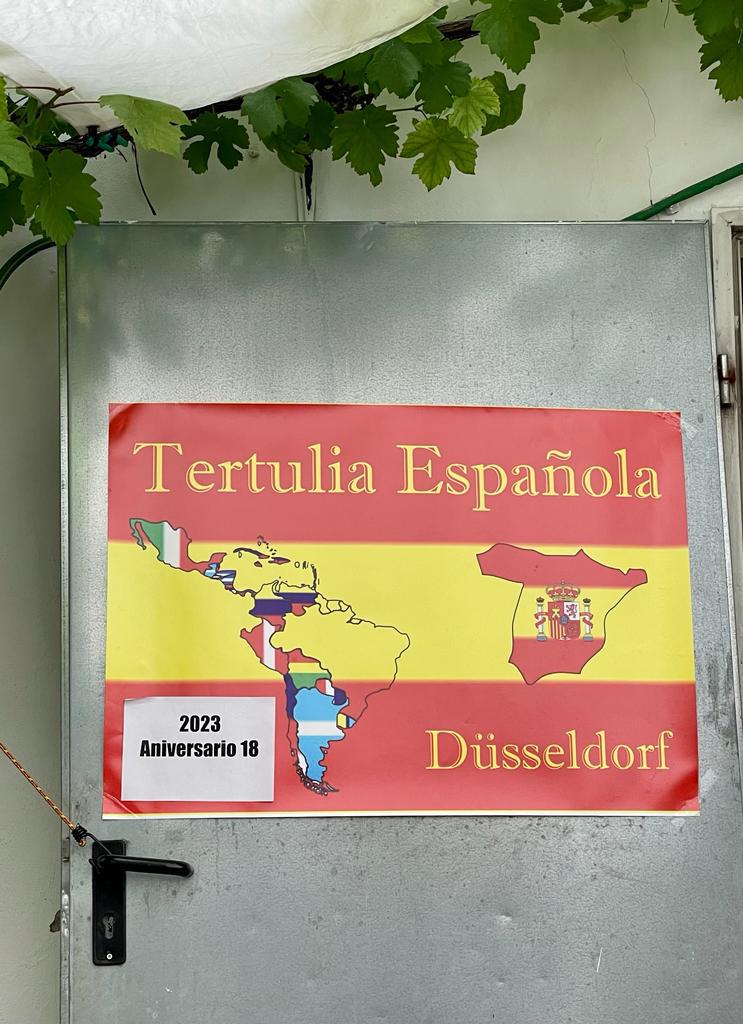 Tertulia Española
2023
Aniversario 18
Düsseldorf